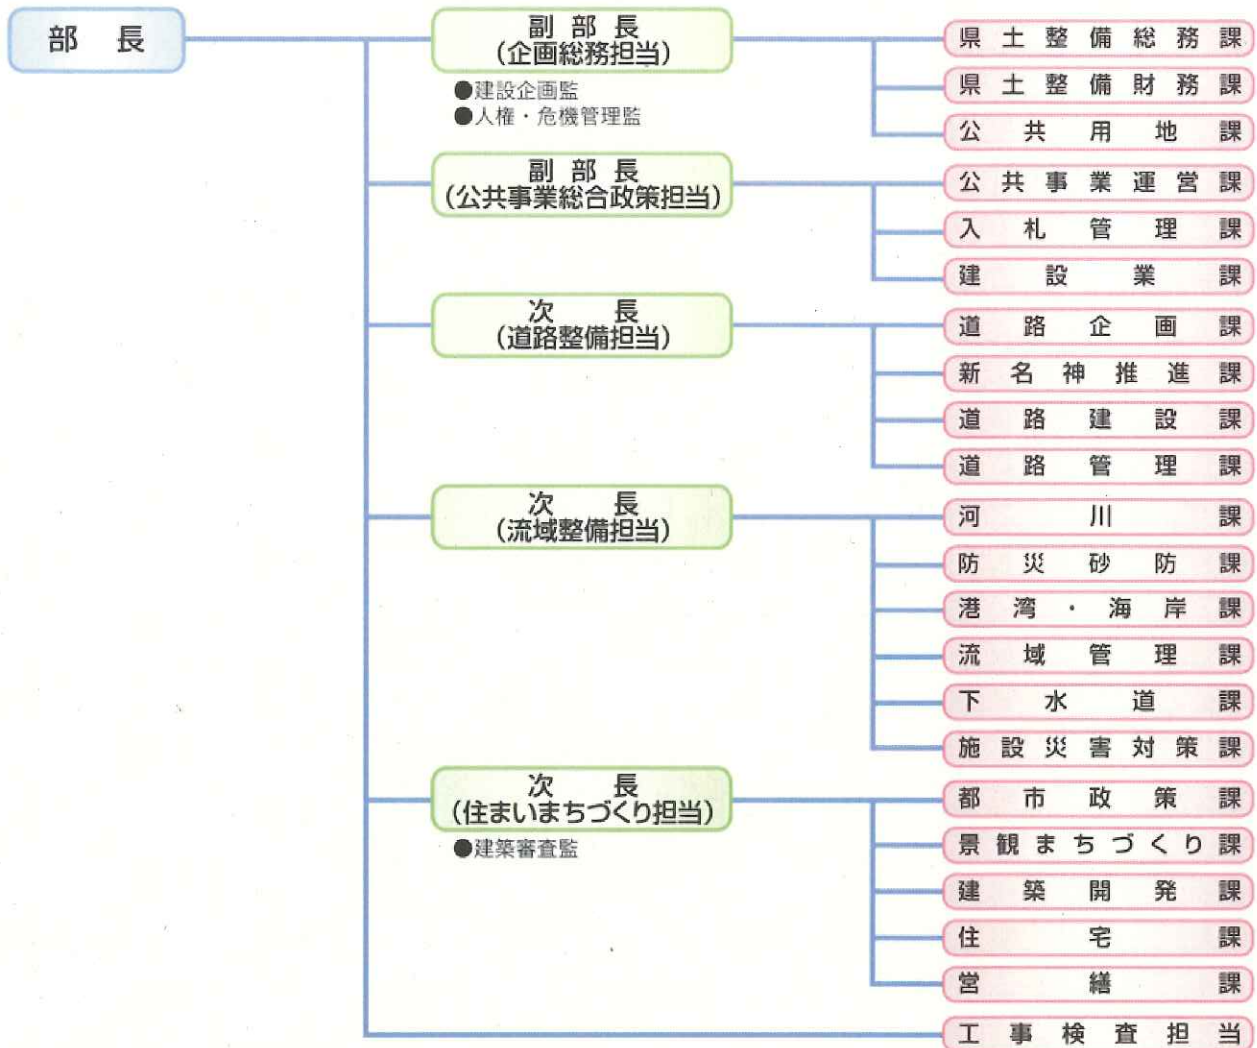 部長
副部長
(企画総務担当)
●建設企画監
●人権・危機管理監
県土整備総務課
県土整備財務課
公共用地課
副部長
(公共事業総合政策担当)
公共事業運営課
入札管理課
建設業課
次長
(道路整備担当)
道路企画課
新名神推進課
道路建設課
道路管理課
次長
(流域整備担当)
河川課
防災砂防課
港湾・海岸課
流域管理課
下水道課
施設災害対策課
次長
(住まいまちづくり担当)
●建築審査監
都市政策課
景観まちづくり課
建築開発課
住宅課
営繕課
工事検査担当